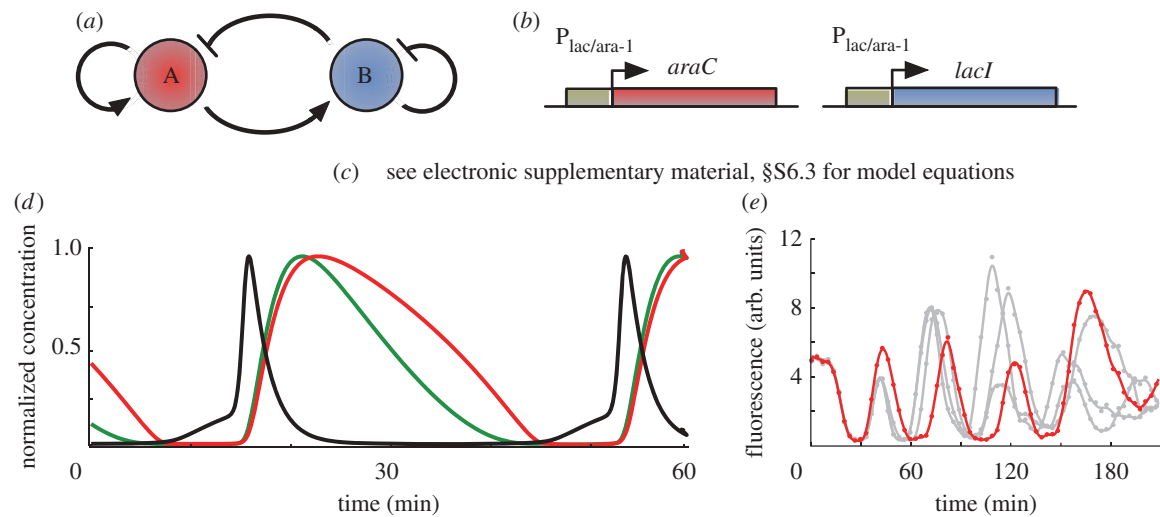 (a)
A
B
(b)
P lac/ara-1
araC
P lac/ara-1
lacI
(c) see electronic supplementary material, §S6.3 for model equations
(d)
normalized concentration
1.0
0.5
0
30
60
time (min)
(e)
fluorescence (arb. units)
12
8
4
0
60
120
180
time (min)